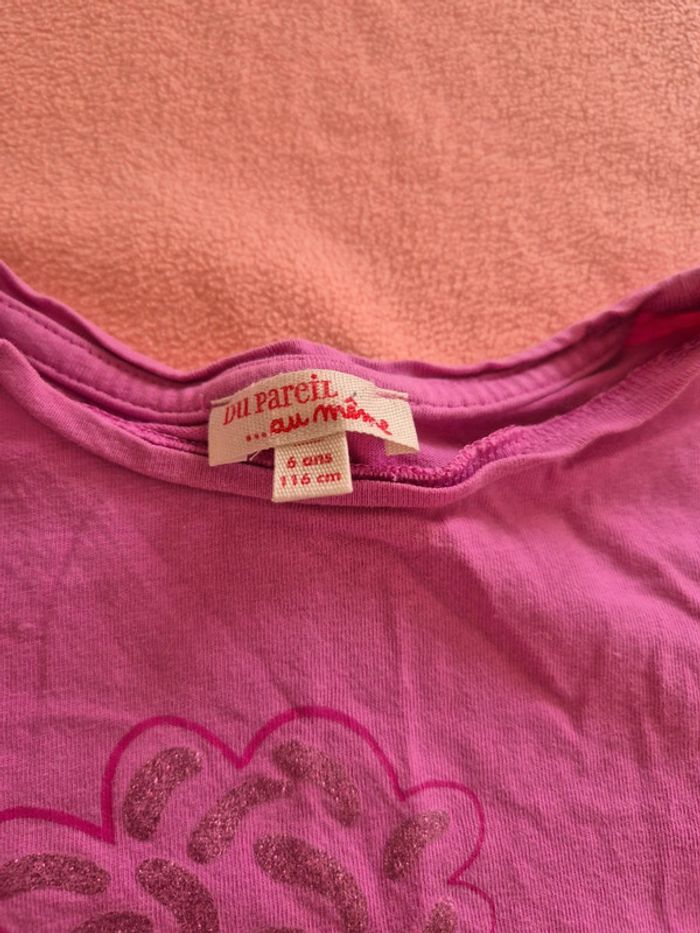 Du Pareil
...au même
6 ans
116 cm